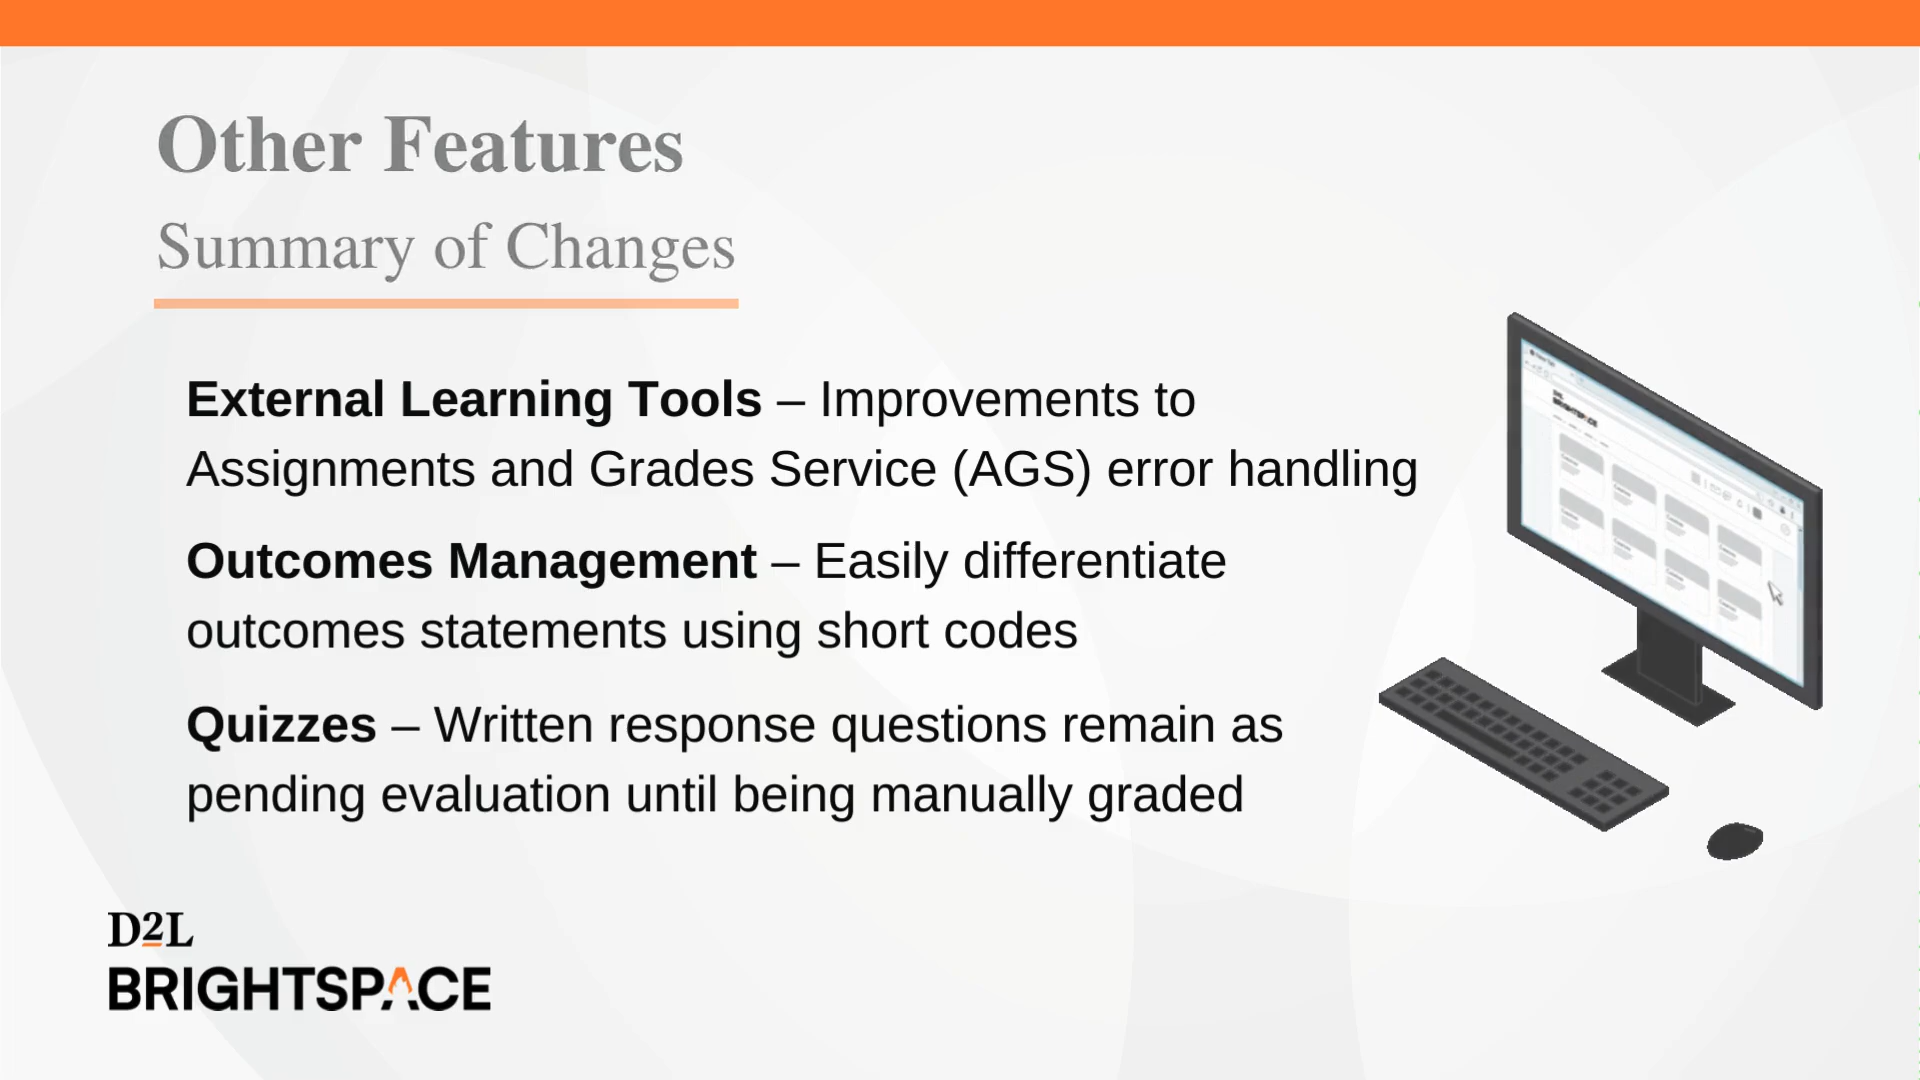 Other Features
Summary of Changes
External Learning Tools – Improvements to
Assignments and Grades Service (AGS) error handling
Outcomes Management – Easily differentiate
outcomes statements using short codes
Quizzes – Written response questions remain as
pending evaluation until being manually graded
D2L
BRIGHTSPACE